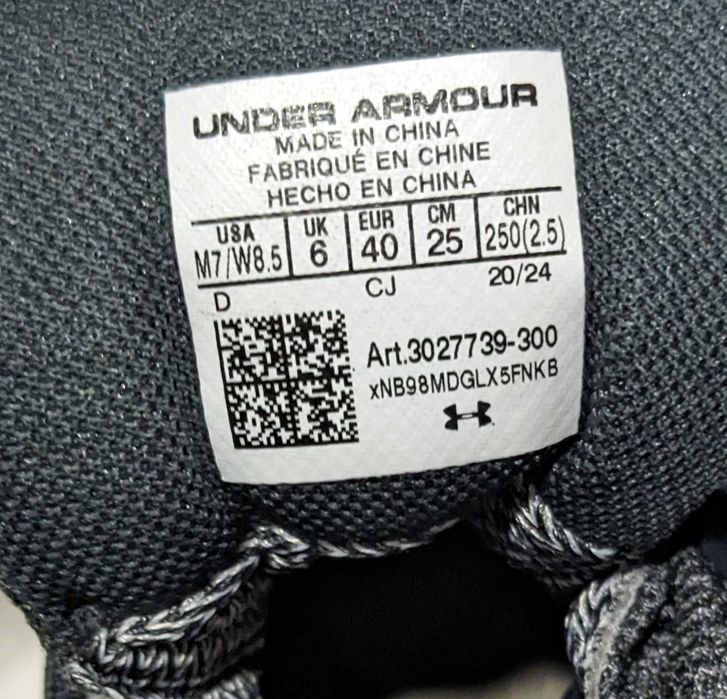 UNDER ARMOUR
MADE IN CHINA
FABRIQUÉ EN CHINE
HECHO EN CHINA
USA UK EUR CM CHN
M7/W8.5 6 40 25 250(2.5)
D CJ 20/24
Art.3027739-300
xNB98MDGLX5FNKB